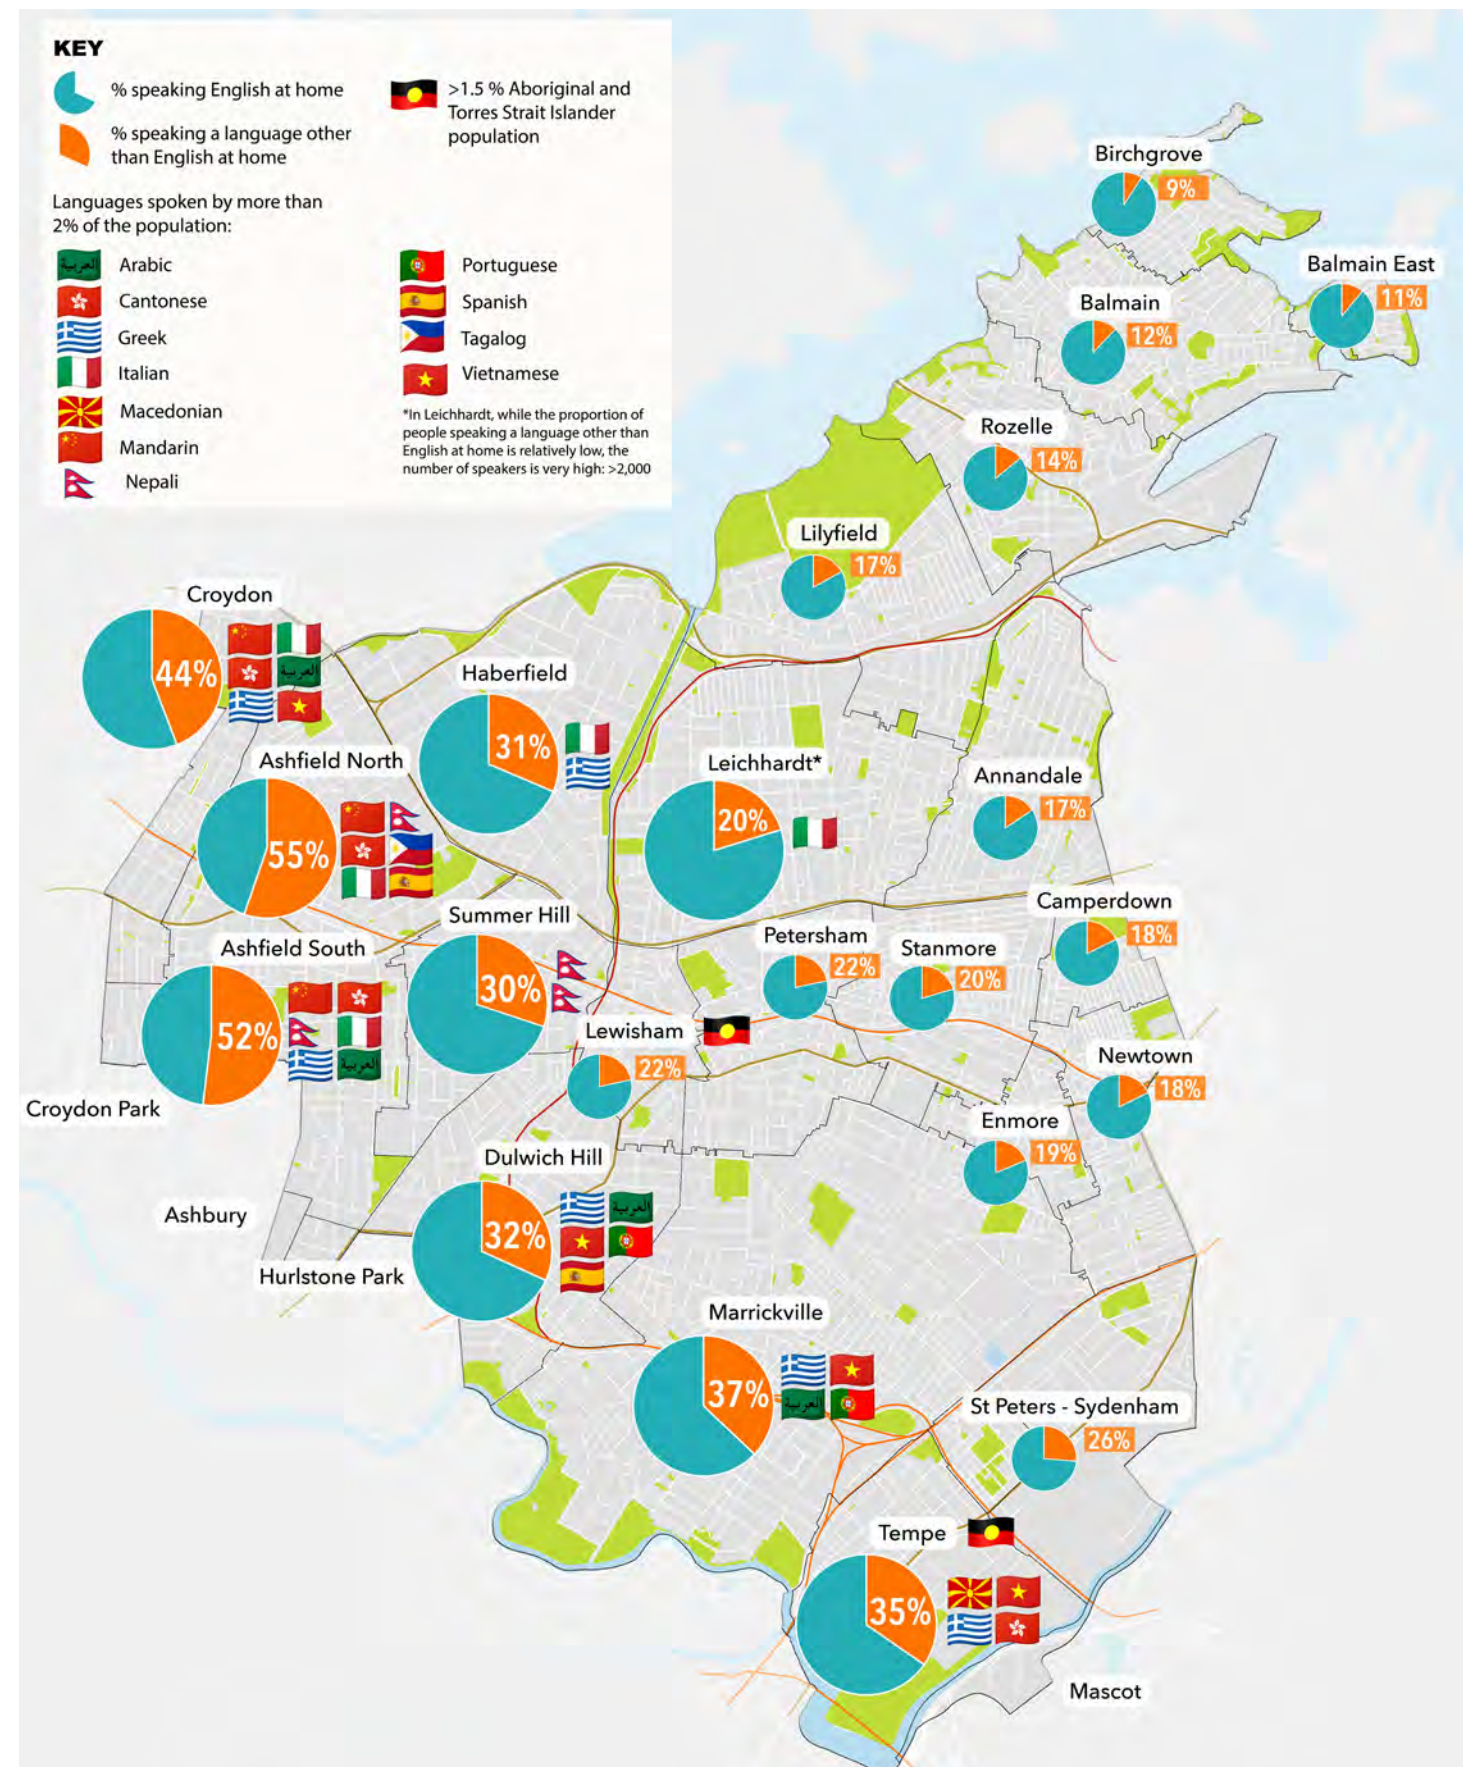 KEY
% speaking English at home
% speaking a language other
than English at home
>1.5 % Aboriginal and
Torres Strait Islander
population
Languages spoken by more than
2% of the population:
العربية Arabic
Cantonese
Greek
Italian
Macedonian
Mandarin
Nepali
Portuguese
Spanish
Tagalog
Vietnamese
*In Leichhardt, while the proportion of
people speaking a language other than
English at home is relatively low, the
number of speakers is very high: >2,000
Birchgrove
9%
Balmain East
11%
Balmain
12%
Rozelle
14%
Lilyfield
17%
Croydon
44%
العربية
Haberfield
31%
Ashfield North
55%
Leichhardt*
20%
Annandale
17%
Camperdown
18%
Summer Hill
30%
Petersham
22%
Stanmore
20%
Ashfield South
52%
العربية
Lewisham
22%
Newtown
18%
Croydon Park
Enmore
19%
Dulwich Hill
32%
العربية
Ashbury
Hurlstone Park
Marrickville
37%
العربية
St Peters - Sydenham
26%
Tempe
35%
Mascot